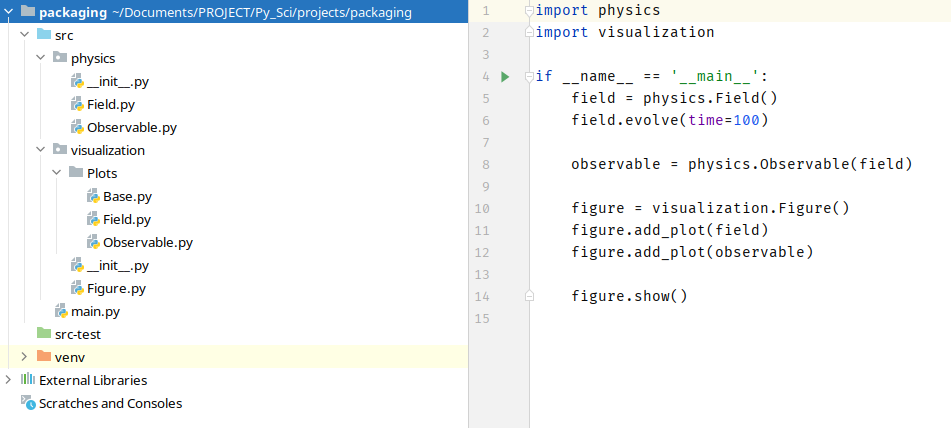 packaging ~/Documents/PROJECT/Py_Sci/projects/packaging
src
physics
__init__.py
Field.py
Observable.py
visualization
Plots
Base.py
Field.py
Observable.py
__init__.py
Figure.py
main.py
src-test
venv
External Libraries
Scratches and Consoles
1 import physics
2 import visualization
3
4 if __name__ == '__main__':
5 field = physics.Field()
6 field.evolve(time=100)
7
8 observable = physics.Observable(field)
9
10 figure = visualization.Figure()
11 figure.add_plot(field)
12 figure.add_plot(observable)
13
14 figure.show()
15